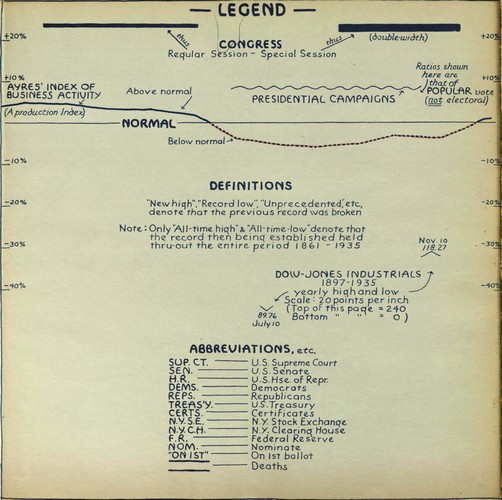 LEGEND
+20%
thus
CONGRESS
thus
(double width)
+20%
Regular Session - Special Session
+10%
AYRES' INDEX OF
BUSINESS ACTIVITY
(A production Index)
Above normal
PRESIDENTIAL CAMPAIGNS
Ratios shown
here are
that of
POPULAR vote
(not electoral)
+10%
NORMAL
Below normal
-10%
-10%
DEFINITIONS
"New high", "Record low", "Unprecedented", etc,
denote that the previous record was broken
-20%
-20%
Note: Only "All-time high" & "All-time-low" denote that
the record then being established held
thru-out the entire period 1861 - 1935
-30%
-30%
Nov. 10
118.27
DOW-JONES INDUSTRIALS
1897-1935
yearly high and low
Scale: 20 points per inch
(Top of this page = 240
Bottom " " " = 0)
-40%
-40%
89.76
July 10
ABBREVIATIONS, etc.
SUP. CT. U.S. Supreme Court
SEN. U.S. Senate
H.R. U.S. Hse. of Repr.
DEMS. Democrats
REPS. Republicans
TREAS'Y. U.S. Treasury
CERTS. Certificates
N.Y.S.E. N.Y. Stock Exchange
N.Y.C.H. N.Y. Clearing House
F.R. Federal Reserve
NOM. Nominate
"ON 1ST" On 1st ballot
Deaths